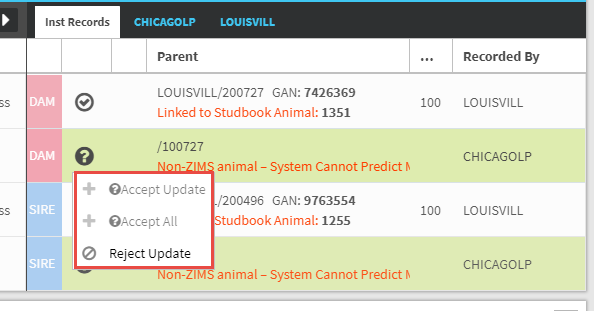 Inst Records CHICAGOLP LOUISVILL
Parent ... Recorded By
ss DAM LOUISVILL/200727 GAN: 7426369 100 LOUISVILL
Linked to Studbook Animal: 1351
DAM /100727 CHICAGOLP
Non-ZIMS animal – System Cannot Predict M
Accept Update
ss SIRE L/200496 GAN: 9763554 100 LOUISVILL
Accept All Studbook Animal: 1255
Reject Update
SIRE CHICAGOLP
Non-ZIMS animal – System Cannot Predict M